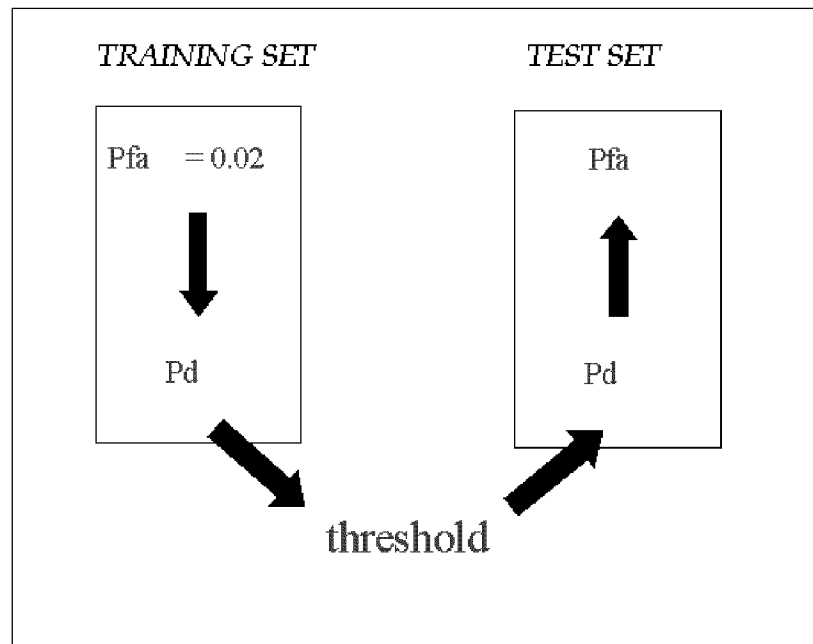 TRAINING SET
TEST SET
Pfa = 0.02
Pfa
Pd
Pd
threshold